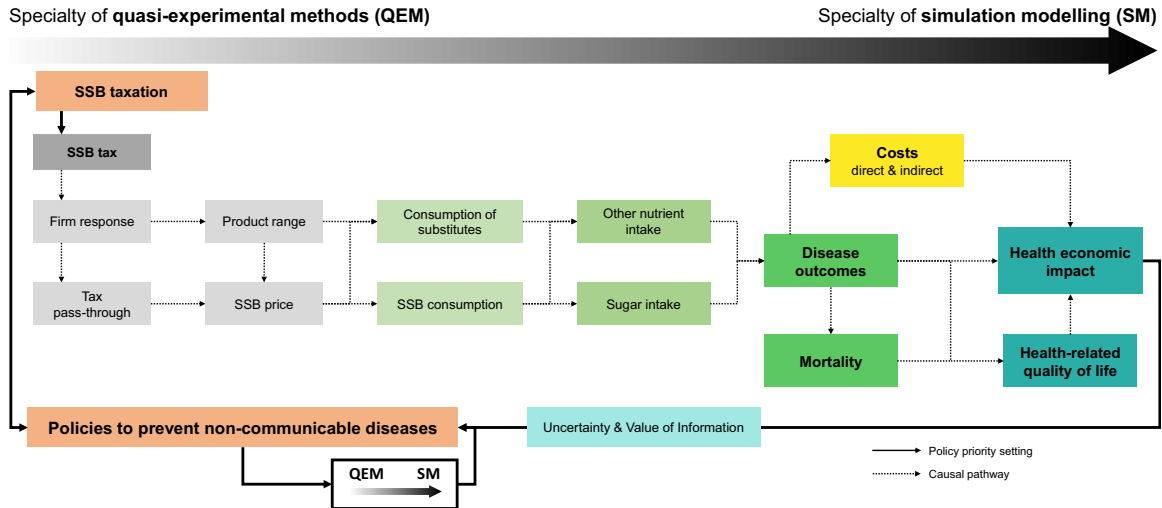 Specialty of quasi-experimental methods (QEM)
Specialty of simulation modelling (SM)
SSB taxation
SSB tax
Costs
direct & indirect
Firm response
Product range
Consumption of
substitutes
Other nutrient
intake
Disease
outcomes
Health economic
impact
Tax
pass-through
SSB price
SSB consumption
Sugar intake
Mortality
Health-related
quality of life
Policies to prevent non-communicable diseases
Uncertainty & Value of Information
Policy priority setting
Causal pathway
QEM SM